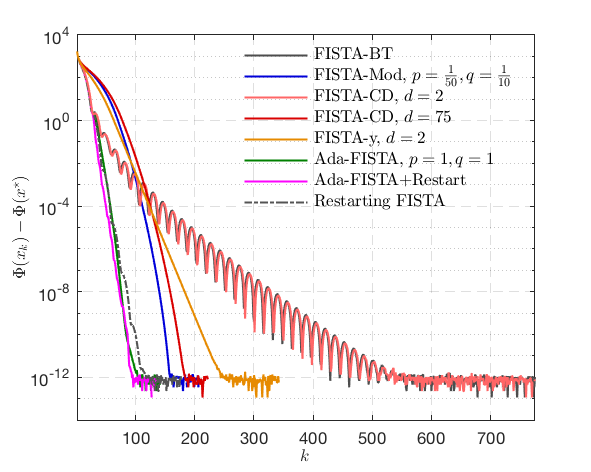 10^4
10^0
10^-4
10^-8
10^-12
Φ(x_k) − Φ(x*)
FISTA-BT
FISTA-Mod, p = 1/50, q = 1/10
FISTA-CD, d = 2
FISTA-CD, d = 75
FISTA-y, d = 2
Ada-FISTA, p = 1, q = 1
Ada-FISTA+Restart
Restarting FISTA
100 200 300 400 500 600 700
k